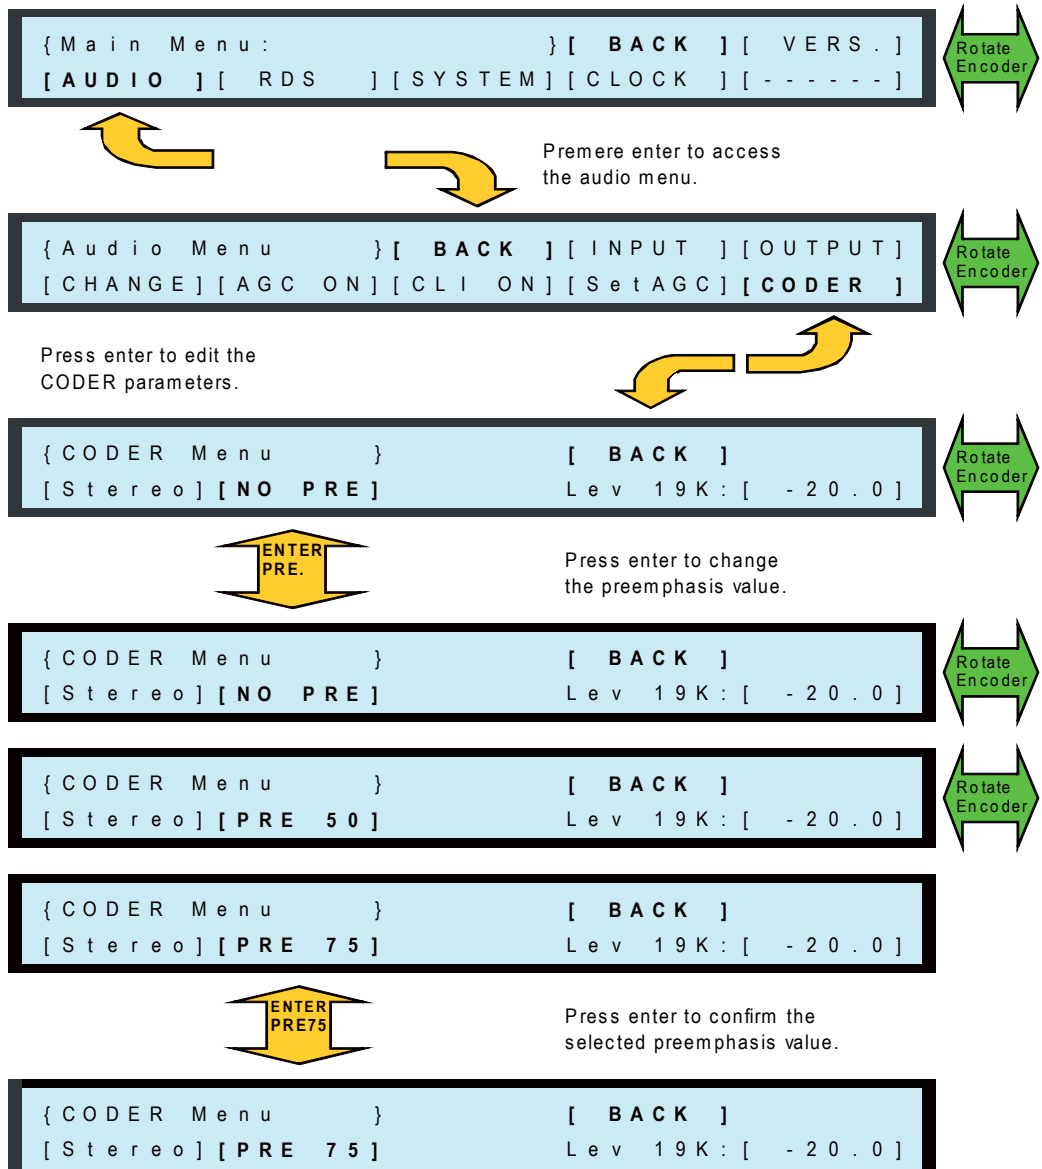 {Main Menu: }[ BACK ][ VERS.]
[AUDIO ][ RDS ][SYSTEM][CLOCK ][------]
Rotate
Encoder
Premere enter to access
the audio menu.
{Audio Menu }[ BACK ][INPUT ][OUTPUT]
[CHANGE][AGC ON][CLI ON][SetAGC][CODER ]
Rotate
Encoder
Press enter to edit the
CODER parameters.
{CODER Menu } [ BACK ]
[Stereo][NO PRE] Lev 19K:[ -20.0]
Rotate
Encoder
ENTER
PRE.
Press enter to change
the preemphasis value.
{CODER Menu } [ BACK ]
[Stereo][NO PRE] Lev 19K:[ -20.0]
Rotate
Encoder
{CODER Menu } [ BACK ]
[Stereo][PRE 50] Lev 19K:[ -20.0]
Rotate
Encoder
{CODER Menu } [ BACK ]
[Stereo][PRE 75] Lev 19K:[ -20.0]
ENTER
PRE75
Press enter to confirm the
selected preemphasis value.
{CODER Menu } [ BACK ]
[Stereo][PRE 75] Lev 19K:[ -20.0]